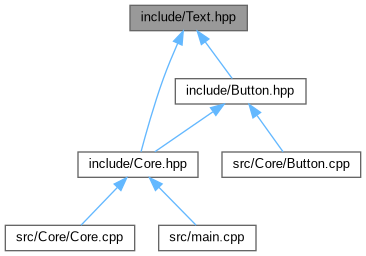 include/Text.hpp
include/Button.hpp
include/Core.hpp
src/Core/Button.cpp
src/Core/Core.cpp
src/main.cpp